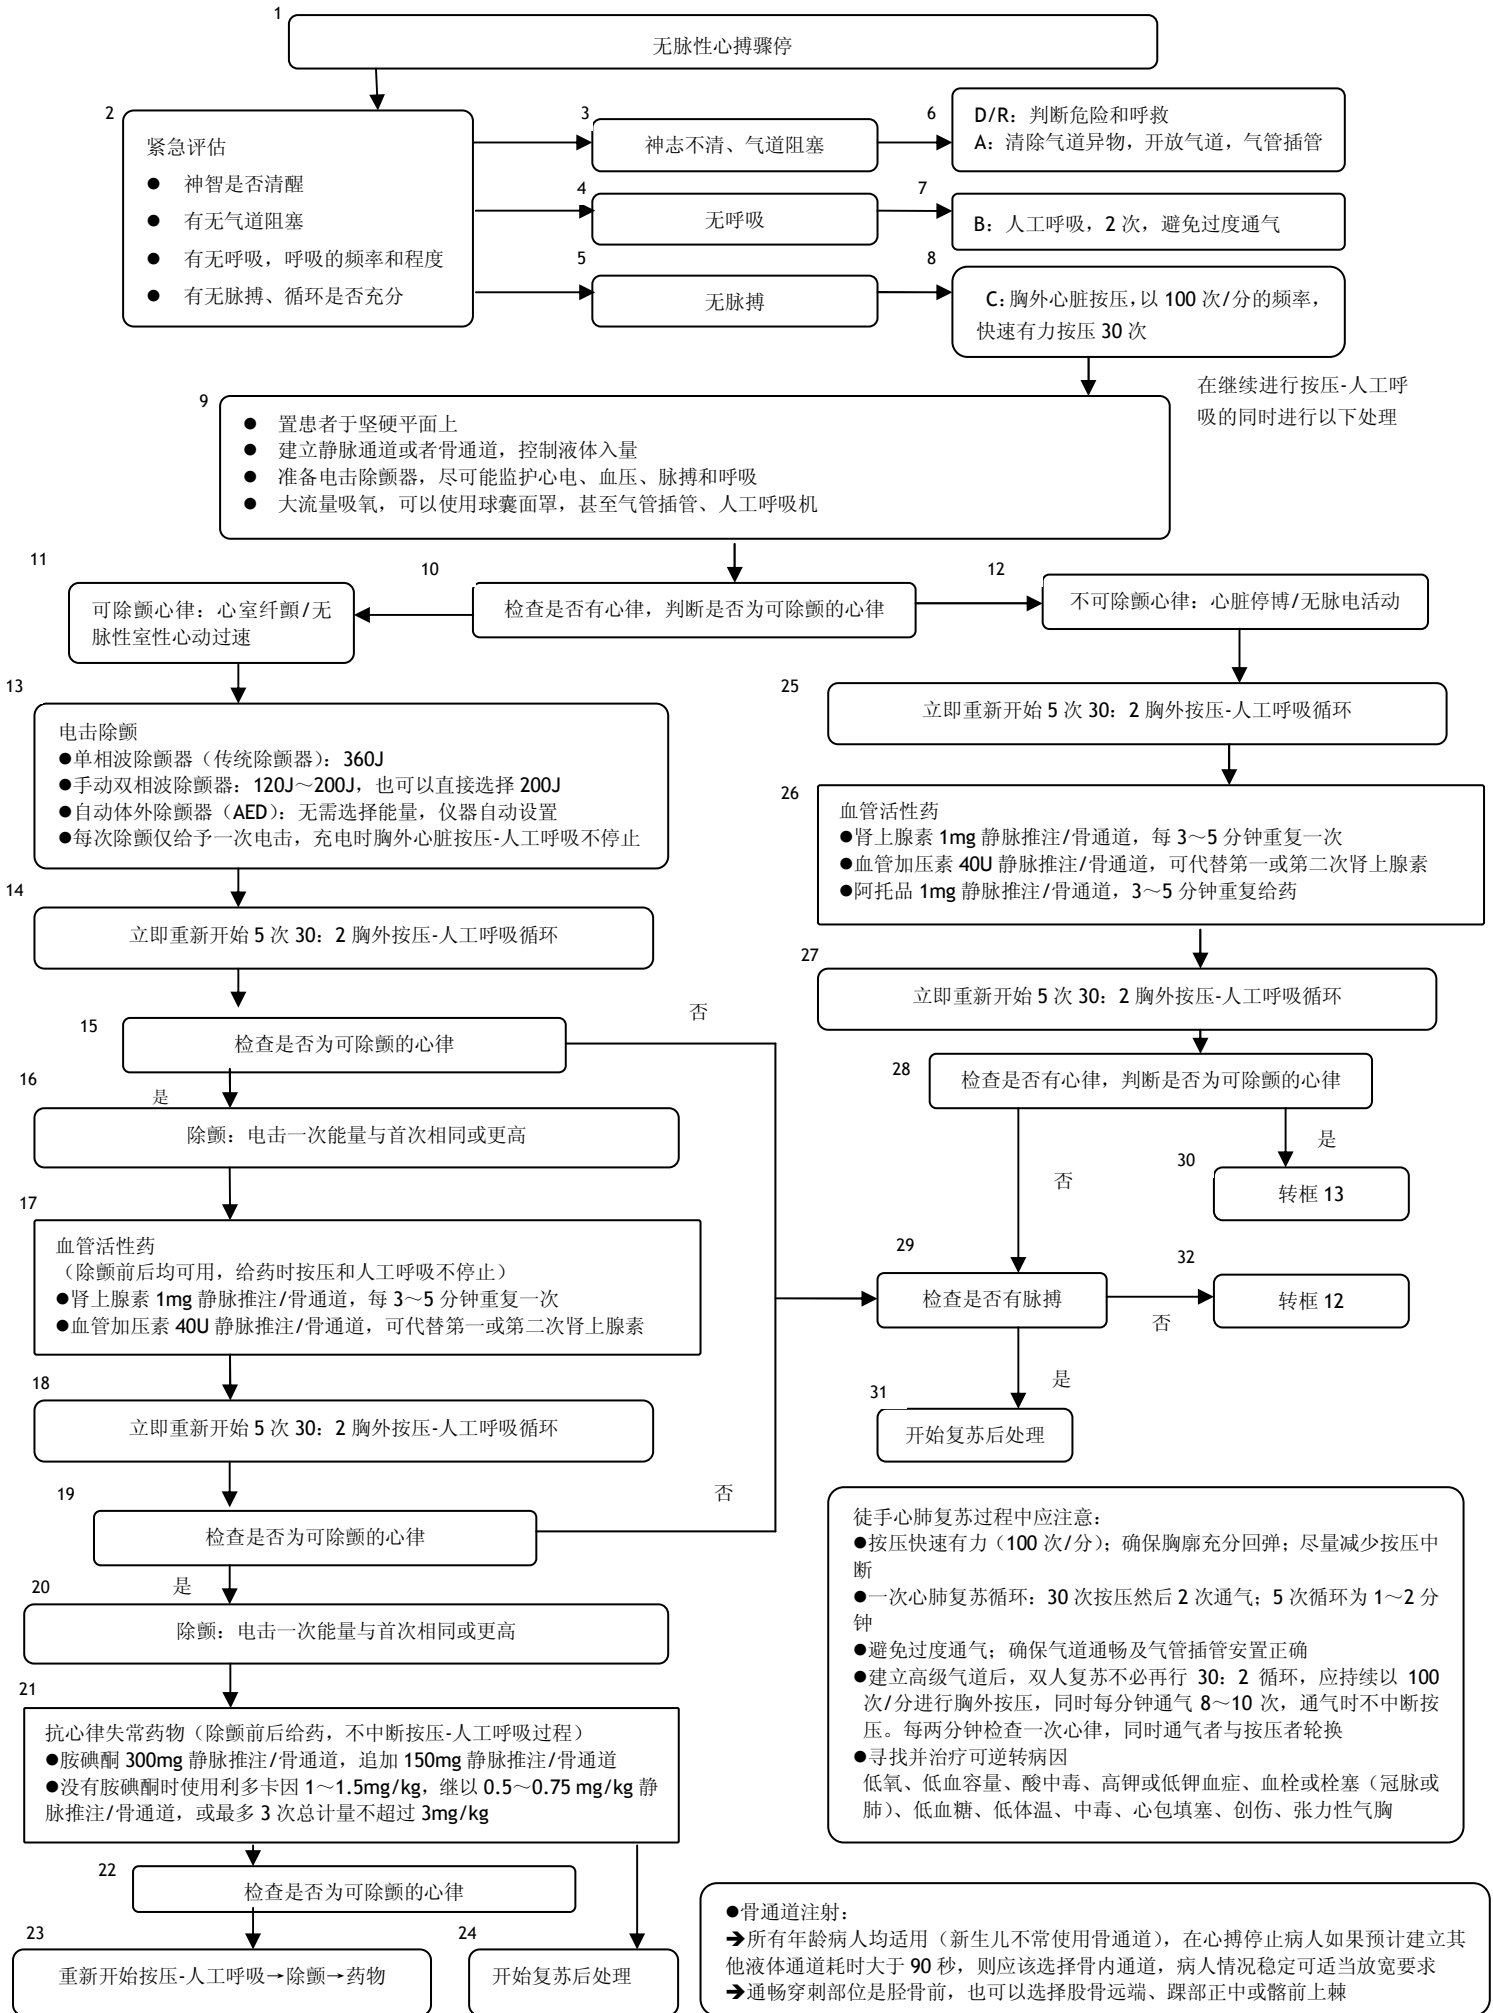 1
无脉性心搏骤停
2
紧急评估
● 神智是否清醒
● 有无气道阻塞
● 有无呼吸，呼吸的频率和程度
● 有无脉搏、循环是否充分
3
神志不清、气道阻塞
4
无呼吸
5
无脉搏
6
D/R：判断危险和呼救
A：清除气道异物，开放气道，气管插管
7
B：人工呼吸，2 次，避免过度通气
8
C：胸外心脏按压，以 100 次/分的频率，
快速有力按压 30 次
在继续进行按压-人工呼
吸的同时进行以下处理
9
● 置患者于坚硬平面上
● 建立静脉通道或者骨通道，控制液体入量
● 准备电击除颤器，尽可能监护心电、血压、脉搏和呼吸
● 大流量吸氧，可以使用球囊面罩，甚至气管插管、人工呼吸机
10
检查是否有心律，判断是否为可除颤的心律
11
可除颤心律：心室纤颤/无
脉性室性心动过速
12
不可除颤心律：心脏停博/无脉电活动
13
电击除颤
●单相波除颤器（传统除颤器）：360J
●手动双相波除颤器：120J～200J，也可以直接选择 200J
●自动体外除颤器（AED）：无需选择能量，仪器自动设置
●每次除颤仅给予一次电击，充电时胸外心脏按压-人工呼吸不停止
14
立即重新开始 5 次 30：2 胸外按压-人工呼吸循环
15
检查是否为可除颤的心律
否
是
16
除颤：电击一次能量与首次相同或更高
17
血管活性药
（除颤前后均可用，给药时按压和人工呼吸不停止）
●肾上腺素 1mg 静脉推注/骨通道，每 3～5 分钟重复一次
●血管加压素 40U 静脉推注/骨通道，可代替第一或第二次肾上腺素
18
立即重新开始 5 次 30：2 胸外按压-人工呼吸循环
19
检查是否为可除颤的心律
否
是
20
除颤：电击一次能量与首次相同或更高
21
抗心律失常药物（除颤前后给药，不中断按压-人工呼吸过程）
●胺碘酮 300mg 静脉推注/骨通道，追加 150mg 静脉推注/骨通道
●没有胺碘酮时使用利多卡因 1～1.5mg/kg，继以 0.5～0.75 mg/kg 静
脉推注/骨通道，或最多 3 次总计量不超过 3mg/kg
22
检查是否为可除颤的心律
23
重新开始按压-人工呼吸→除颤→药物
24
开始复苏后处理
25
立即重新开始 5 次 30：2 胸外按压-人工呼吸循环
26
血管活性药
●肾上腺素 1mg 静脉推注/骨通道，每 3～5 分钟重复一次
●血管加压素 40U 静脉推注/骨通道，可代替第一或第二次肾上腺素
●阿托品 1mg 静脉推注/骨通道，3～5 分钟重复给药
27
立即重新开始 5 次 30：2 胸外按压-人工呼吸循环
28
检查是否有心律，判断是否为可除颤的心律
否
是
29
检查是否有脉搏
30
转框 13
否
是
31
开始复苏后处理
32
转框 12
徒手心肺复苏过程中应注意：
●按压快速有力（100 次/分）；确保胸廓充分回弹；尽量减少按压中
断
●一次心肺复苏循环：30 次按压然后 2 次通气；5 次循环为 1～2 分
钟
●避免过度通气；确保气道通畅及气管插管安置正确
●建立高级气道后，双人复苏不必再行 30：2 循环，应持续以 100
次/分进行胸外按压，同时每分钟通气 8～10 次，通气时不中断按
压。每两分钟检查一次心律，同时通气者与按压者轮换
●寻找并治疗可逆转病因
低氧、低血容量、酸中毒、高钾或低钾血症、血栓或栓塞（冠脉或
肺）、低血糖、低体温、中毒、心包填塞、创伤、张力性气胸
●骨通道注射：
➔所有年龄病人均适用（新生儿不常使用骨通道），在心搏停止病人如果预计建立其
他液体通道耗时大于 90 秒，则应该选择骨内通道，病人情况稳定可适当放宽要求
➔通畅穿刺部位是胫骨前，也可以选择股骨远端、踝部正中或髂前上棘